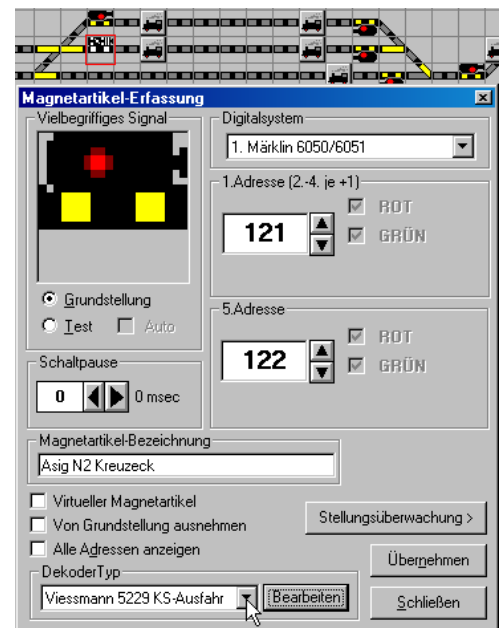 Magnetartikel-Erfassung
Vielbegriffiges Signal
Digitalsystem
1. Märklin 6050/6051
1.Adresse (2.-4. je +1)
121
ROT
GRÜN
Grundstellung
Test
Auto
5.Adresse
122
ROT
GRÜN
Schaltpause
0
0 msec
Magnetartikel-Bezeichnung
Asig N2 Kreuzeck
Virtueller Magnetartikel
Von Grundstellung ausnehmen
Alle Adressen anzeigen
Stellungsüberwachung >
Übernehmen
DekoderTyp
Viessmann 5229 KS-Ausfahr
Bearbeiten
Schließen